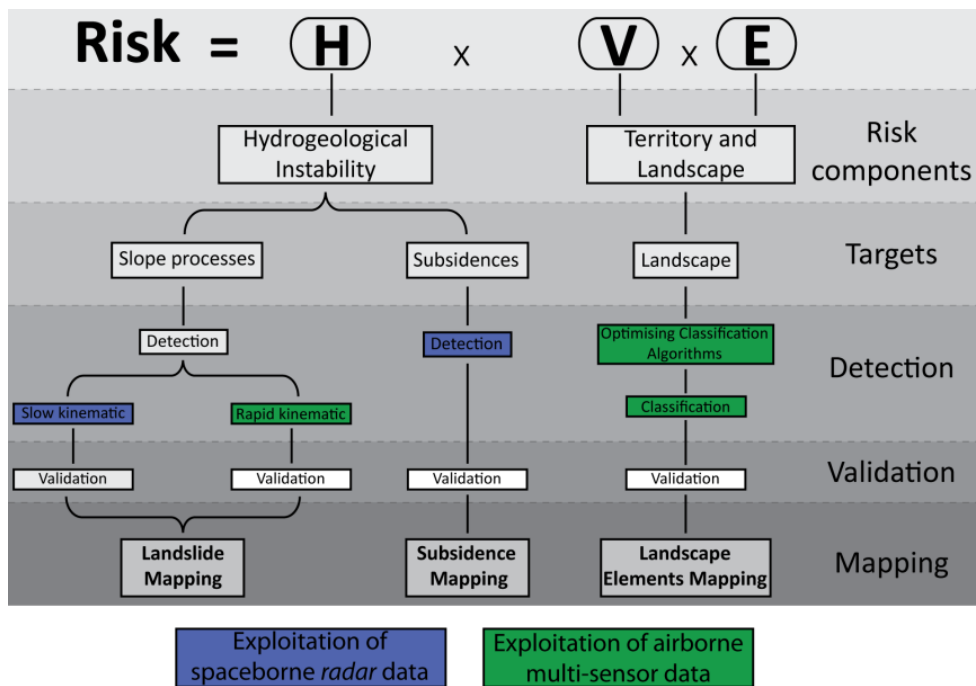 Risk = H x V x E
Hydrogeological
Instability
Territory and
Landscape
Risk
components
Slope processes
Subsidences
Landscape
Targets
Detection
Detection
Optimising Classification
Algorithms
Detection
Slow kinematic
Rapid kinematic
Classification
Validation
Validation
Validation
Validation
Validation
Landslide
Mapping
Subsidence
Mapping
Landscape
Elements Mapping
Mapping
Exploitation of
spaceborne radar data
Exploitation of airborne
multi-sensor data